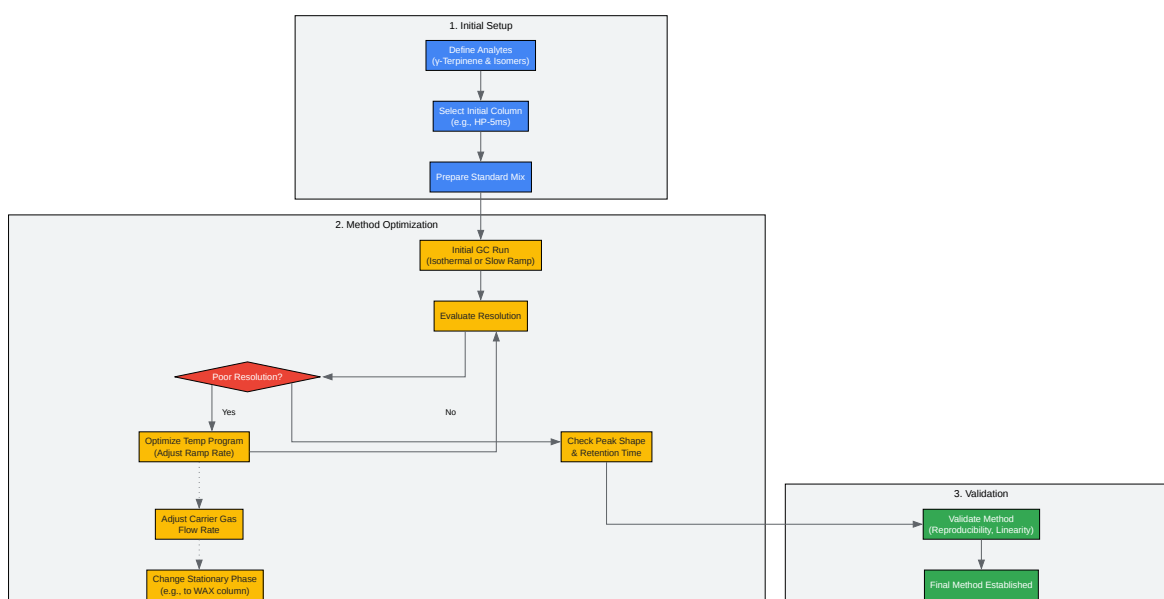 1. Initial Setup
Define Analytes
(γ-Terpinene & Isomers)
Select Initial Column
(e.g., HP-5ms)
Prepare Standard Mix
2. Method Optimization
Initial GC Run
(Isothermal or Slow Ramp)
Evaluate Resolution
Poor Resolution?
Yes
No
Optimize Temp Program
(Adjust Ramp Rate)
Check Peak Shape
& Retention Time
Adjust Carrier Gas
Flow Rate
Change Stationary Phase
(e.g., to WAX column)
3. Validation
Validate Method
(Reproducibility, Linearity)
Final Method Established